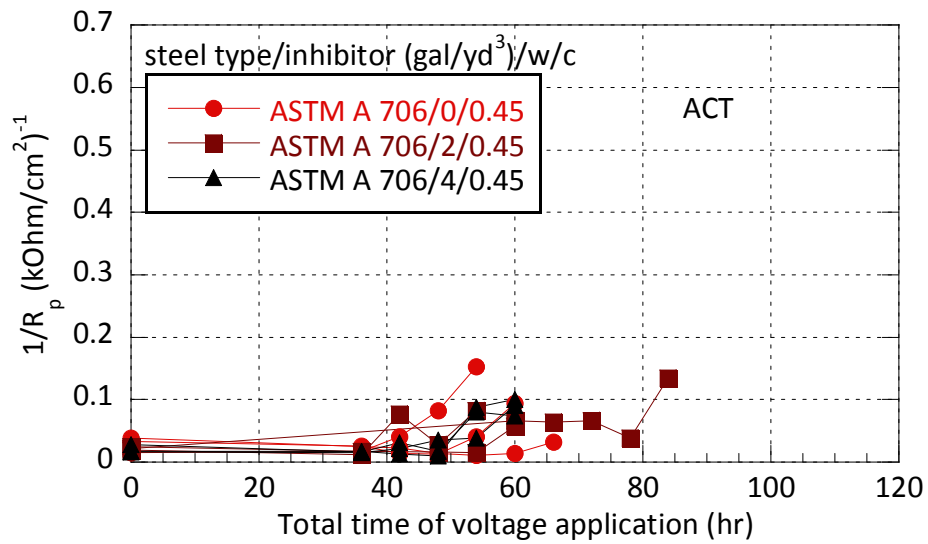 0.7
0.6
0.5
0.4
0.3
0.2
0.1
0
1/R_p (kOhm/cm²)⁻¹
steel type/inhibitor (gal/yd³)/w/c
ASTM A 706/0/0.45
ASTM A 706/2/0.45
ASTM A 706/4/0.45
ACT
0 20 40 60 80 100 120
Total time of voltage application (hr)